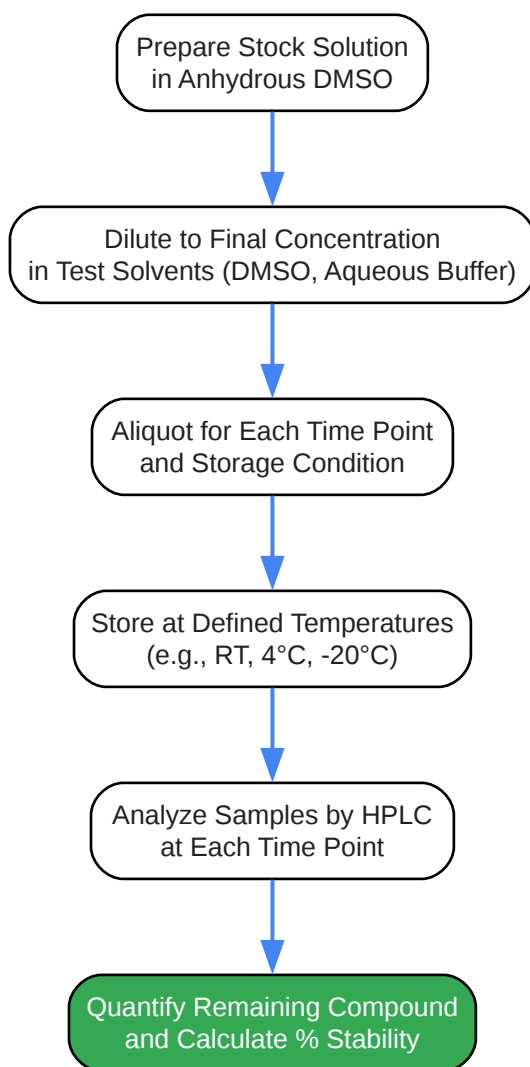 Prepare Stock Solution
in Anhydrous DMSO
Dilute to Final Concentration
in Test Solvents (DMSO, Aqueous Buffer)
Aliquot for Each Time Point
and Storage Condition
Store at Defined Temperatures
(e.g., RT, 4°C, -20°C)
Analyze Samples by HPLC
at Each Time Point
Quantify Remaining Compound
and Calculate % Stability